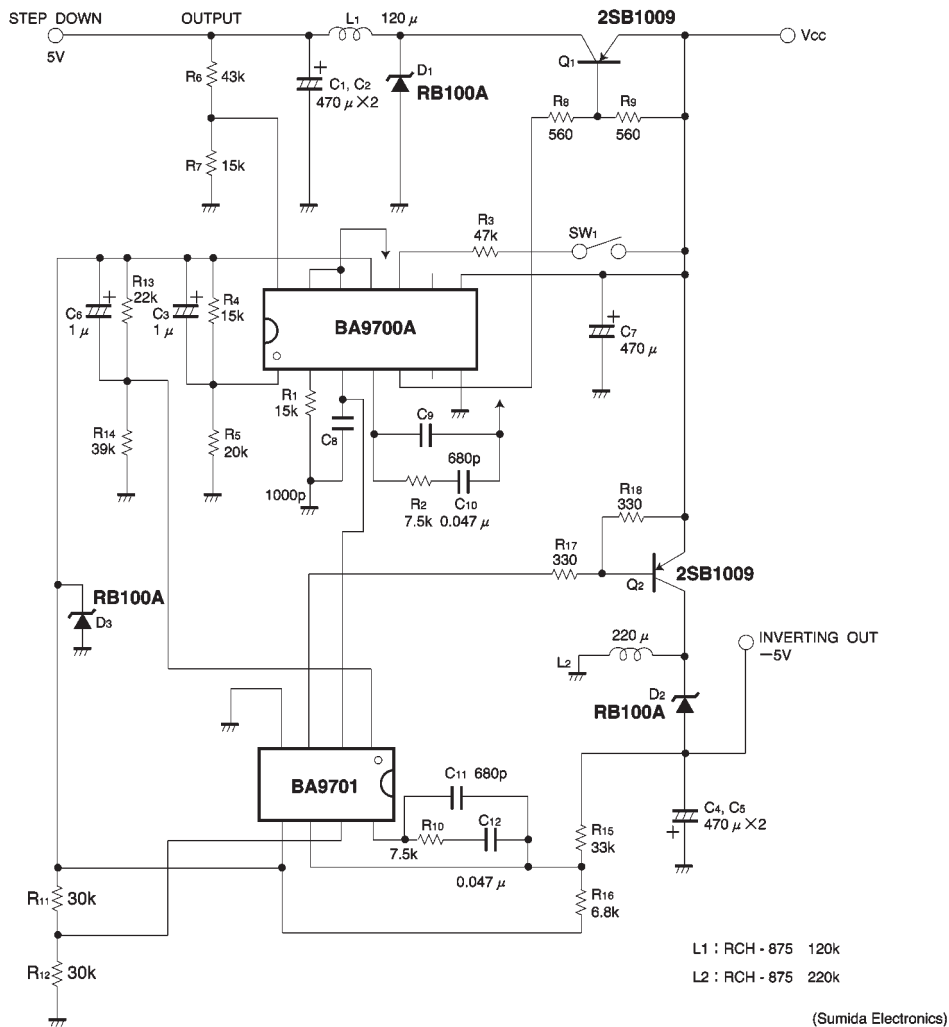 STEP DOWN
OUTPUT
L1
120 μ
2SB1009
5V
Vcc
R6 43k
C1, C2
470 μ×2
D1
RB100A
Q1
R8
560
R9
560
R7 15k
R3
47k
SW1
R13
22k
C6
1 μ
C3
1 μ
R4
15k
BA9700A
C7
470 μ
R1
15k
C8
C9
680p
R14
39k
R5
20k
1000p
R2
7.5k
C10
0.047 μ
R18
330
R17
330
2SB1009
Q2
RB100A
D3
220 μ
L2
INVERTING OUT
−5V
D2
RB100A
BA9701
C11 680p
R10
7.5k
C12
0.047 μ
C4, C5
470 μ×2
R15
33k
R16
6.8k
R11 30k
R12 30k
L1 : RCH - 875 120k
L2 : RCH - 875 220k
(Sumida Electronics)